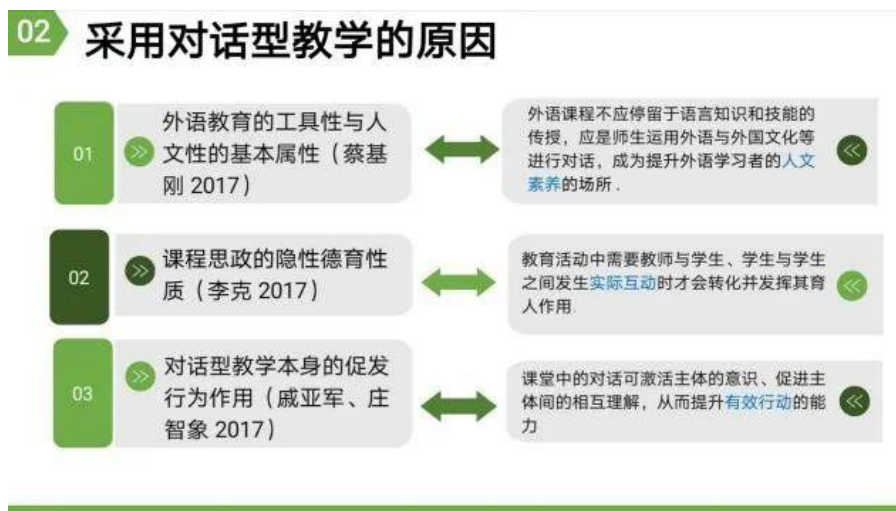 02 采用对话型教学的原因
01
外语教育的工具性与人
文性的基本属性（蔡基
刚 2017）
外语课程不应停留于语言知识和技能的
传授，应是师生运用外语与外国文化等
进行对话，成为提升外语学习者的人文
素养的场所．
02
课程思政的隐性德育性
质（李克 2017）
教育活动中需要教师与学生、学生与学生
之间发生实际互动时才会转化并发挥其育
人作用.
03
对话型教学本身的促发
行为作用（戚亚军、庄
智象 2017）
课堂中的对话可激活主体的意识、促进主
体间的相互理解，从而提升有效行动的能
力